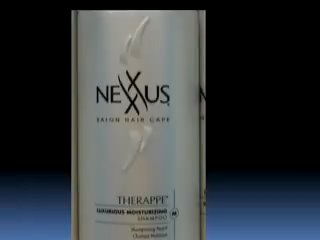 NEXXUS
SALON HAIR CARE
THERAPPE
LUXURIOUS MOISTURIZING
SHAMPOO
M